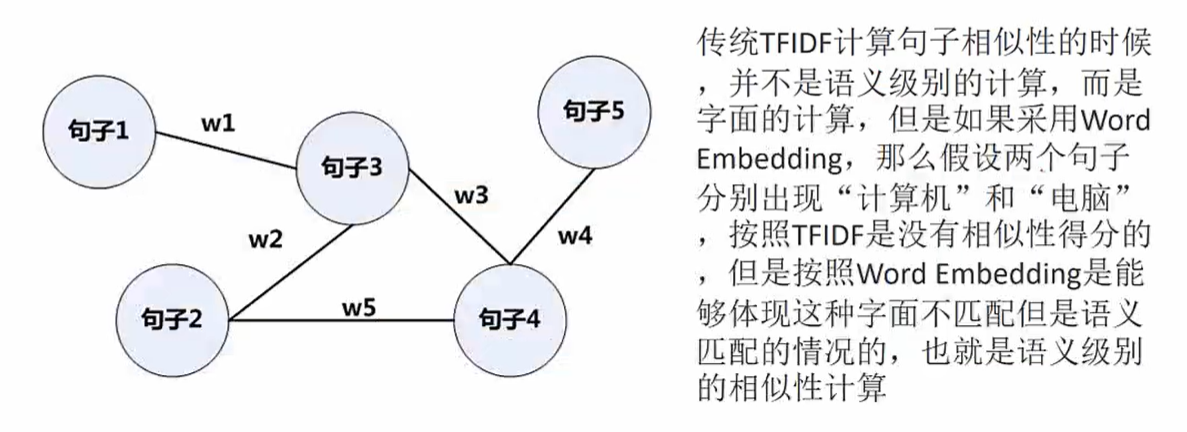 句子1
w1
句子3
句子5
w3
w2
w4
句子2
w5
句子4
传统TFIDF计算句子相似性的时候
，并不是语义级别的计算，而是
字面的计算，但是如果采用Word
Embedding，那么假设两个句子
分别出现“计算机”和“电脑”
，按照TFIDF是没有相似性得分的
，但是按照Word Embedding是能
够体现这种字面不匹配但是语义
匹配的情况的，也就是语义级别
的相似性计算